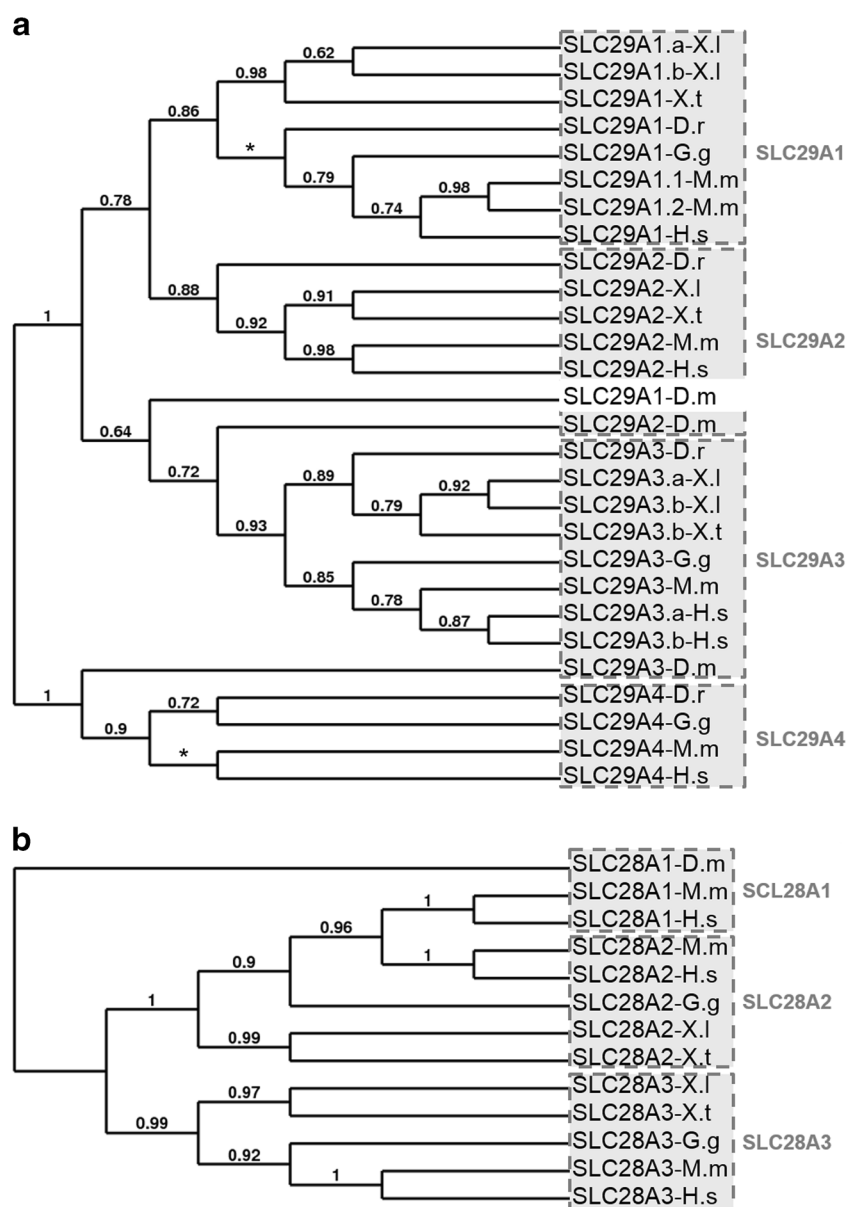 a
0.62
SLC29A1.a-X.l
0.98
SLC29A1.b-X.l
SLC29A1-X.t
0.86
SLC29A1-D.r
*
SLC29A1-G.g
SLC29A1
0.79
SLC29A1.1-M.m
0.98
0.74
SLC29A1.2-M.m
0.78
SLC29A1-H.s
SLC29A2-D.r
0.88
0.91
SLC29A2-X.l
SLC29A2-X.t
1
0.92
SLC29A2-M.m
SLC29A2
0.98
SLC29A2-H.s
SLC29A1-D.m
0.64
SLC29A2-D.m
SLC29A3-D.r
0.72
0.89
SLC29A3.a-X.l
0.92
0.79
SLC29A3.b-X.l
0.93
SLC29A3.b-X.t
SLC29A3-G.g
SLC29A3
0.85
SLC29A3-M.m
0.78
SLC29A3.a-H.s
0.87
SLC29A3.b-H.s
SLC29A3-D.m
1
0.72
SLC29A4-D.r
0.9
SLC29A4-G.g
SLC29A4
*
SLC29A4-M.m
SLC29A4-H.s
b
SLC28A1-D.m
SCL28A1
1
SLC28A1-M.m
0.96
SLC28A1-H.s
1
SLC28A2-M.m
0.9
SLC28A2-H.s
1
SLC28A2-G.g
SLC28A2
0.99
SLC28A2-X.l
SLC28A2-X.t
0.97
SLC28A3-X.l
0.99
SLC28A3-X.t
SLC28A3-G.g
SLC28A3
0.92
SLC28A3-M.m
1
SLC28A3-H.s